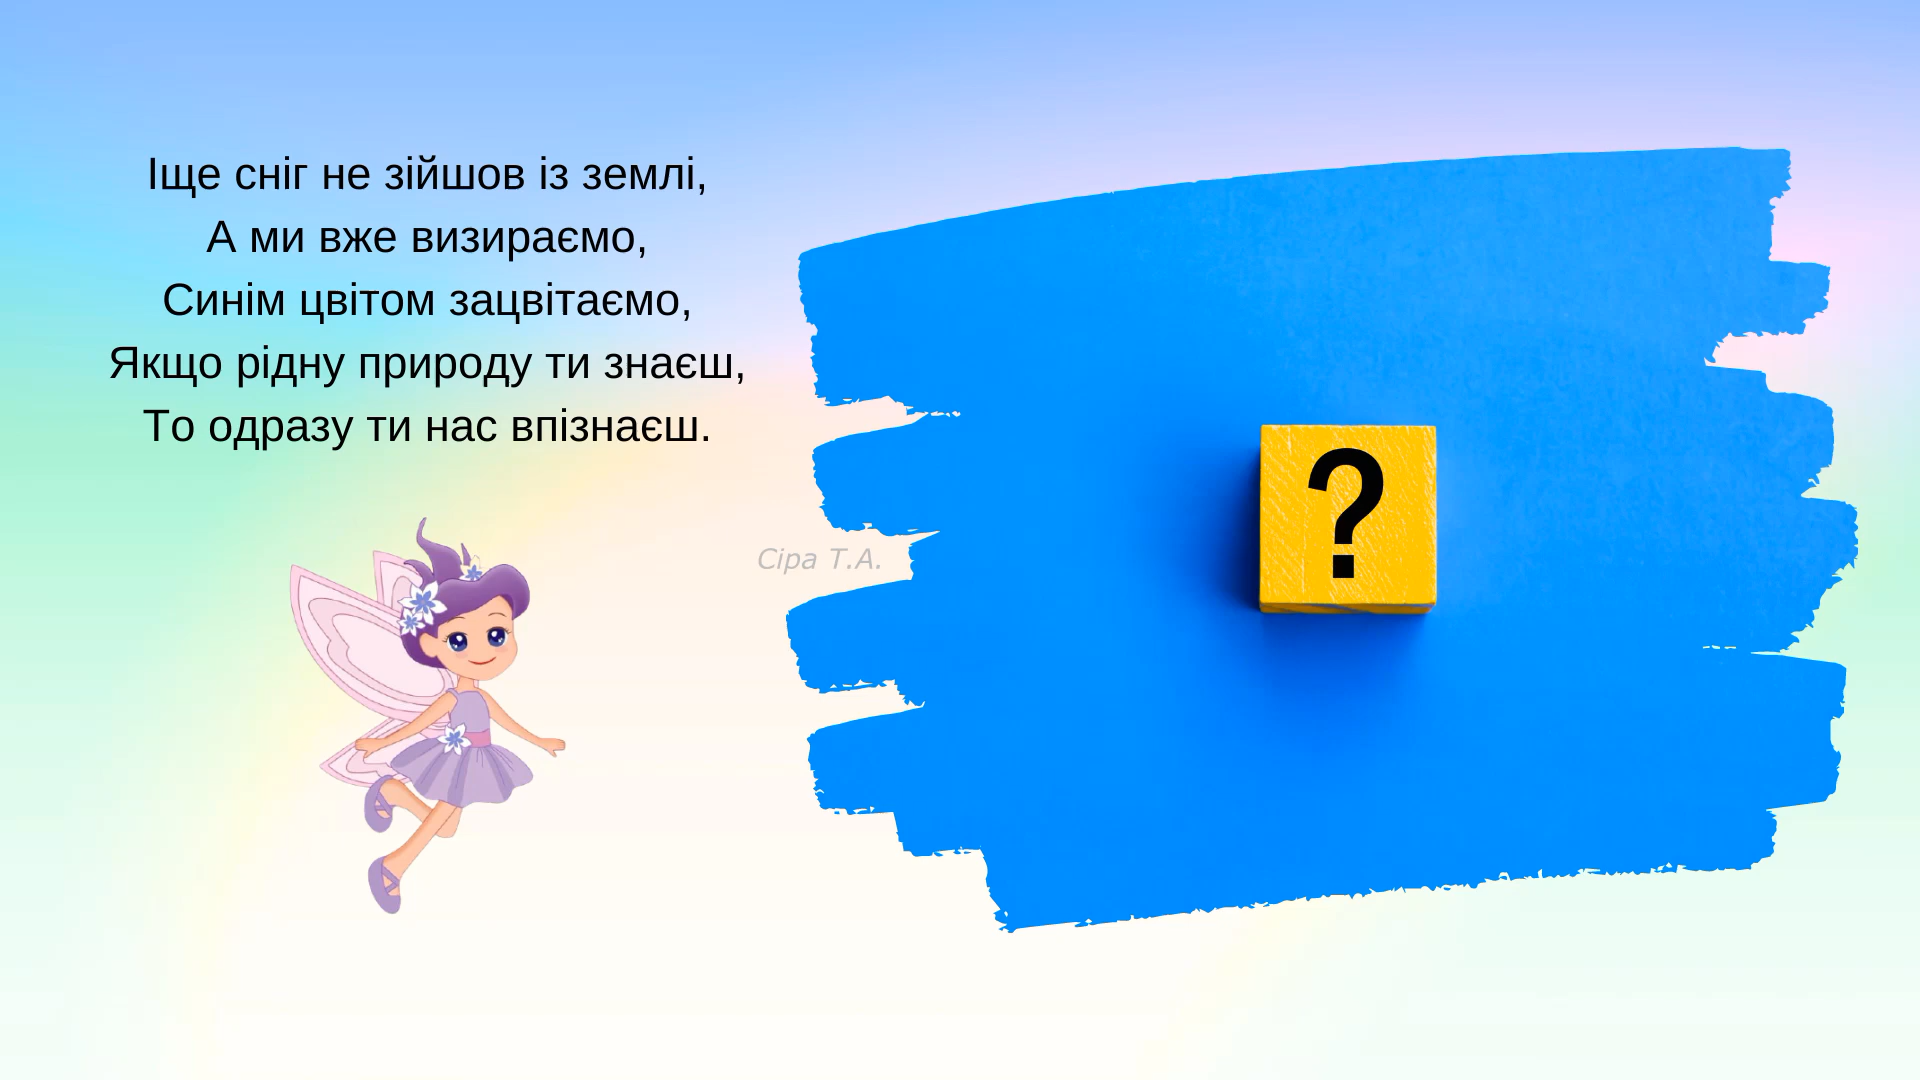 Іще сніг не зійшов із землі,
А ми вже визираємо,
Синім цвітом зацвітаємо,
Якщо рідну природу ти знаєш,
То одразу ти нас впізнаєш.
Сіра Т.А.
?